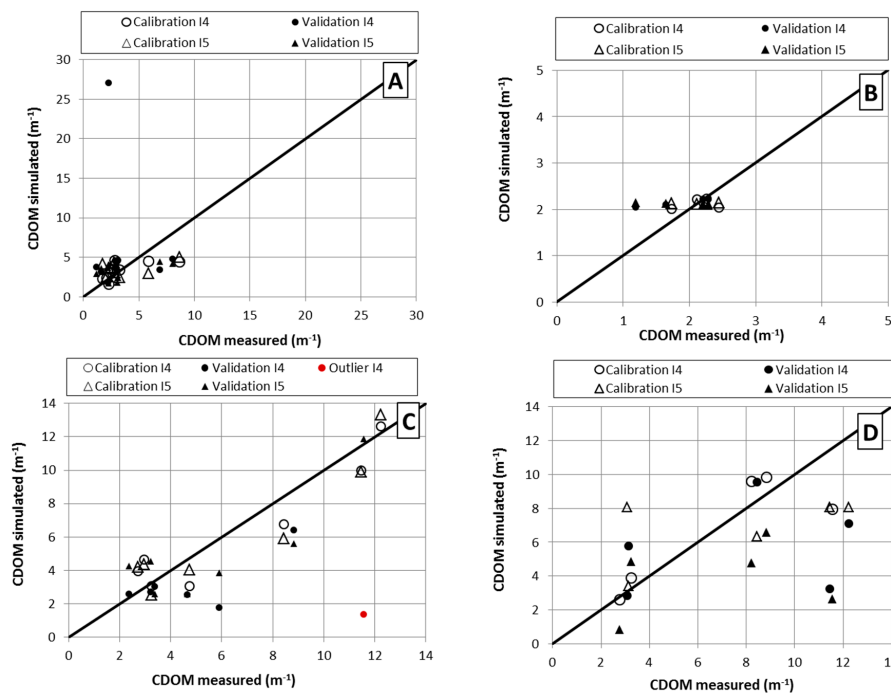 Calibration I4 Validation I4
Calibration I5 Validation I5
30
25
20
15
10
5
0
CDOM simulated (m⁻¹)
A
0 5 10 15 20 25 30
CDOM measured (m⁻¹)
Calibration I4 Validation I4
Calibration I5 Validation I5
5
4
3
2
1
0
CDOM simulated (m⁻¹)
B
0 1 2 3 4 5
CDOM measured (m⁻¹)
Calibration I4 Validation I4 Outlier I4
Calibration I5 Validation I5
14
12
10
8
6
4
2
0
CDOM simulated (m⁻¹)
C
0 2 4 6 8 10 12 14
CDOM measured (m⁻¹)
Calibration I4 Validation I4
Calibration I5 Validation I5
14
12
10
8
6
4
2
0
CDOM simulated (m⁻¹)
D
0 2 4 6 8 10 12 14
CDOM measured (m⁻¹)